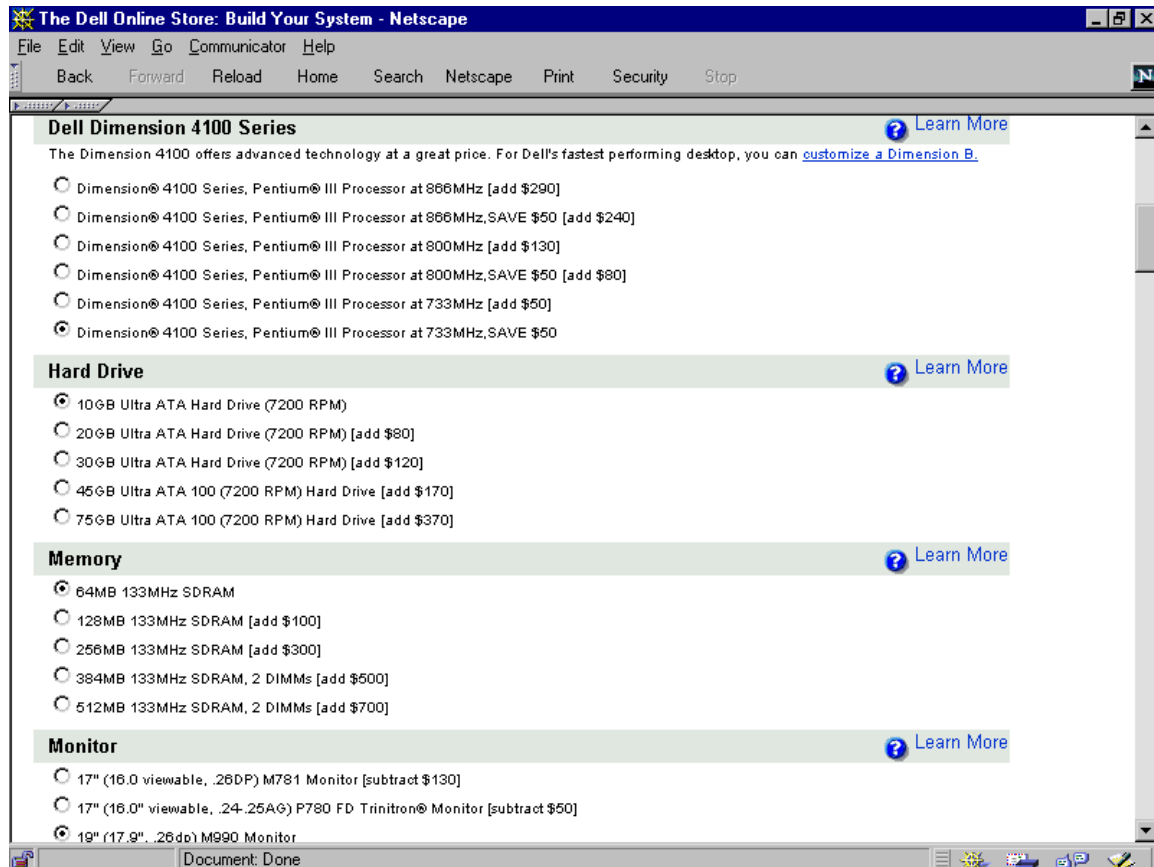 The Dell Online Store: Build Your System - Netscape
File Edit View Go Communicator Help
Back Forward Reload Home Search Netscape Print Security Stop
N
Dell Dimension 4100 Series
Learn More
The Dimension 4100 offers advanced technology at a great price. For Dell's fastest performing desktop, you can customize a Dimension B.
Dimension® 4100 Series, Pentium® III Processor at 866MHz [add $290]
Dimension® 4100 Series, Pentium® III Processor at 866MHz,SAVE $50 [add $240]
Dimension® 4100 Series, Pentium® III Processor at 800MHz [add $130]
Dimension® 4100 Series, Pentium® III Processor at 800MHz,SAVE $50 [add $80]
Dimension® 4100 Series, Pentium® III Processor at 733MHz [add $50]
Dimension® 4100 Series, Pentium® III Processor at 733MHz,SAVE $50
Hard Drive
Learn More
10GB Ultra ATA Hard Drive (7200 RPM)
20GB Ultra ATA Hard Drive (7200 RPM) [add $80]
30GB Ultra ATA Hard Drive (7200 RPM) [add $120]
45GB Ultra ATA 100 (7200 RPM) Hard Drive [add $170]
75GB Ultra ATA 100 (7200 RPM) Hard Drive [add $370]
Memory
Learn More
64MB 133MHz SDRAM
128MB 133MHz SDRAM [add $100]
256MB 133MHz SDRAM [add $300]
384MB 133MHz SDRAM, 2 DIMMs [add $500]
512MB 133MHz SDRAM, 2 DIMMs [add $700]
Monitor
Learn More
17" (16.0 viewable, .26DP) M781 Monitor [subtract $130]
17" (16.0" viewable, .24-.25AG) P780 FD Trinitron® Monitor [subtract $50]
19" (17.9", .26dp) M990 Monitor
Document: Done